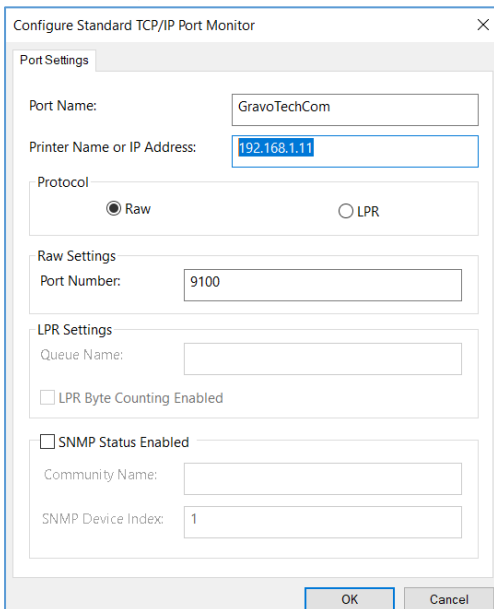 Configure Standard TCP/IP Port Monitor
Port Settings
Port Name:
GravoTechCom
Printer Name or IP Address:
192.168.1.11
Protocol
Raw
LPR
Raw Settings
Port Number:
9100
LPR Settings
Queue Name:
LPR Byte Counting Enabled
SNMP Status Enabled
Community Name:
SNMP Device Index:
1
OK
Cancel